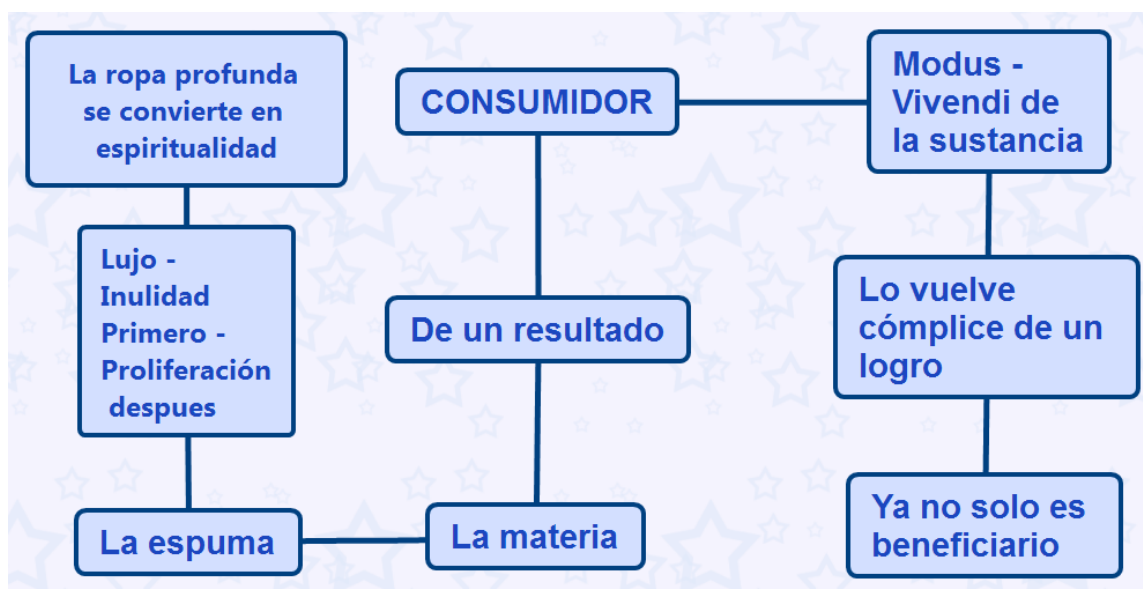 La ropa profunda
se convierte en
espiritualidad
Lujo -
Inulidad
Primero -
Proliferación
despues
La espuma
CONSUMIDOR
De un resultado
La materia
Modus -
Vivendi de
la sustancia
Lo vuelve
cómplice de un
logro
Ya no solo es
beneficiario